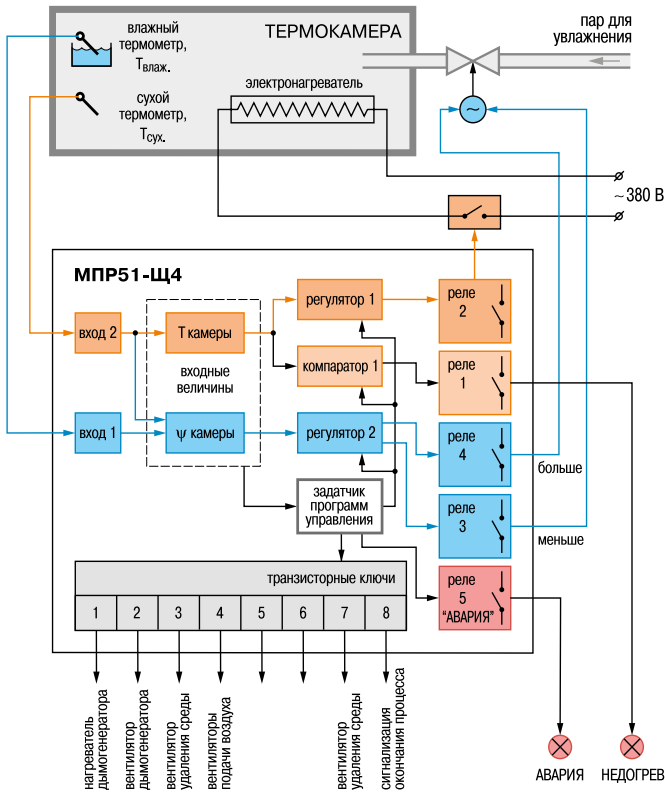 влажный
термометр,
Tвлаж.
ТЕРМОКАМЕРА
пар для
увлажнения
сухой
термометр,
Tсух.
электронагреватель
~
~380 В
МПР51-Щ4
вход 2
T камеры
регулятор 1
реле
2
входные
величины
компаратор 1
реле
1
вход 1
ψ камеры
регулятор 2
реле
4
больше
задатчик
программ
управления
реле
3
меньше
транзисторные ключи
1 2 3 4 5 6 7 8
реле
5
"АВАРИЯ"
нагреватель
дымогенератора
вентилятор
дымогенератора
вентилятор
удаления среды
вентиляторы
подачи воздуха
вентилятор
удаления среды
сигнализация
окончания процесса
АВАРИЯ
НЕДОГРЕВ